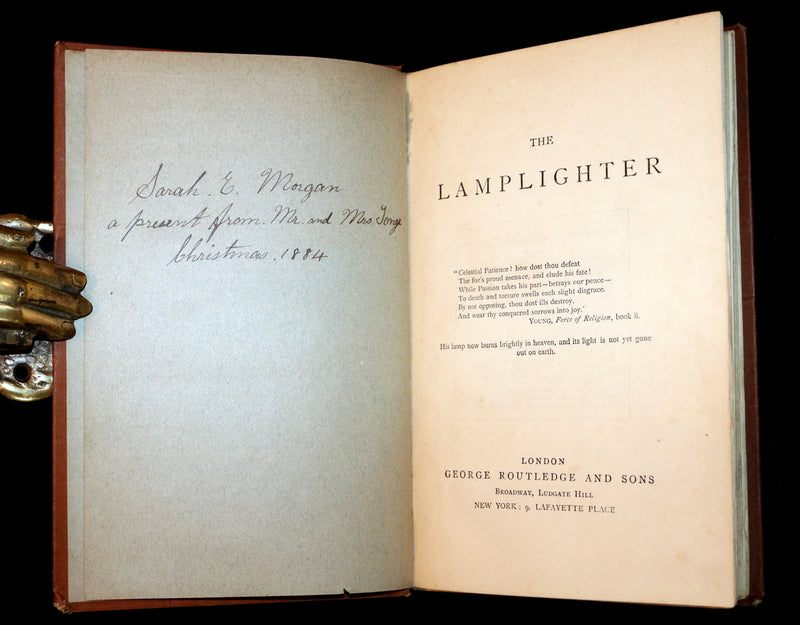 Sarah. E. Morgan
a present from. Mr. and Mrs. Tonge
Christmas. 1884
THE
LAMPLIGHTER
"Celestial Patience! how dost thou defeat
The foe's proud menace, and elude his fate!
While Passion takes his part—betrays our peace—
To death and torture swells each slight disgrace.
By not opposing, thou dost ills destroy,
And wear thy conquered sorrows into joy."
YOUNG, Force of Religion, book ii.
His lamp now burns brightly in heaven, and its light is not yet gone
out on earth.
LONDON
GEORGE ROUTLEDGE AND SONS
BROADWAY, LUDGATE HILL
NEW YORK: 9, LAFAYETTE PLACE